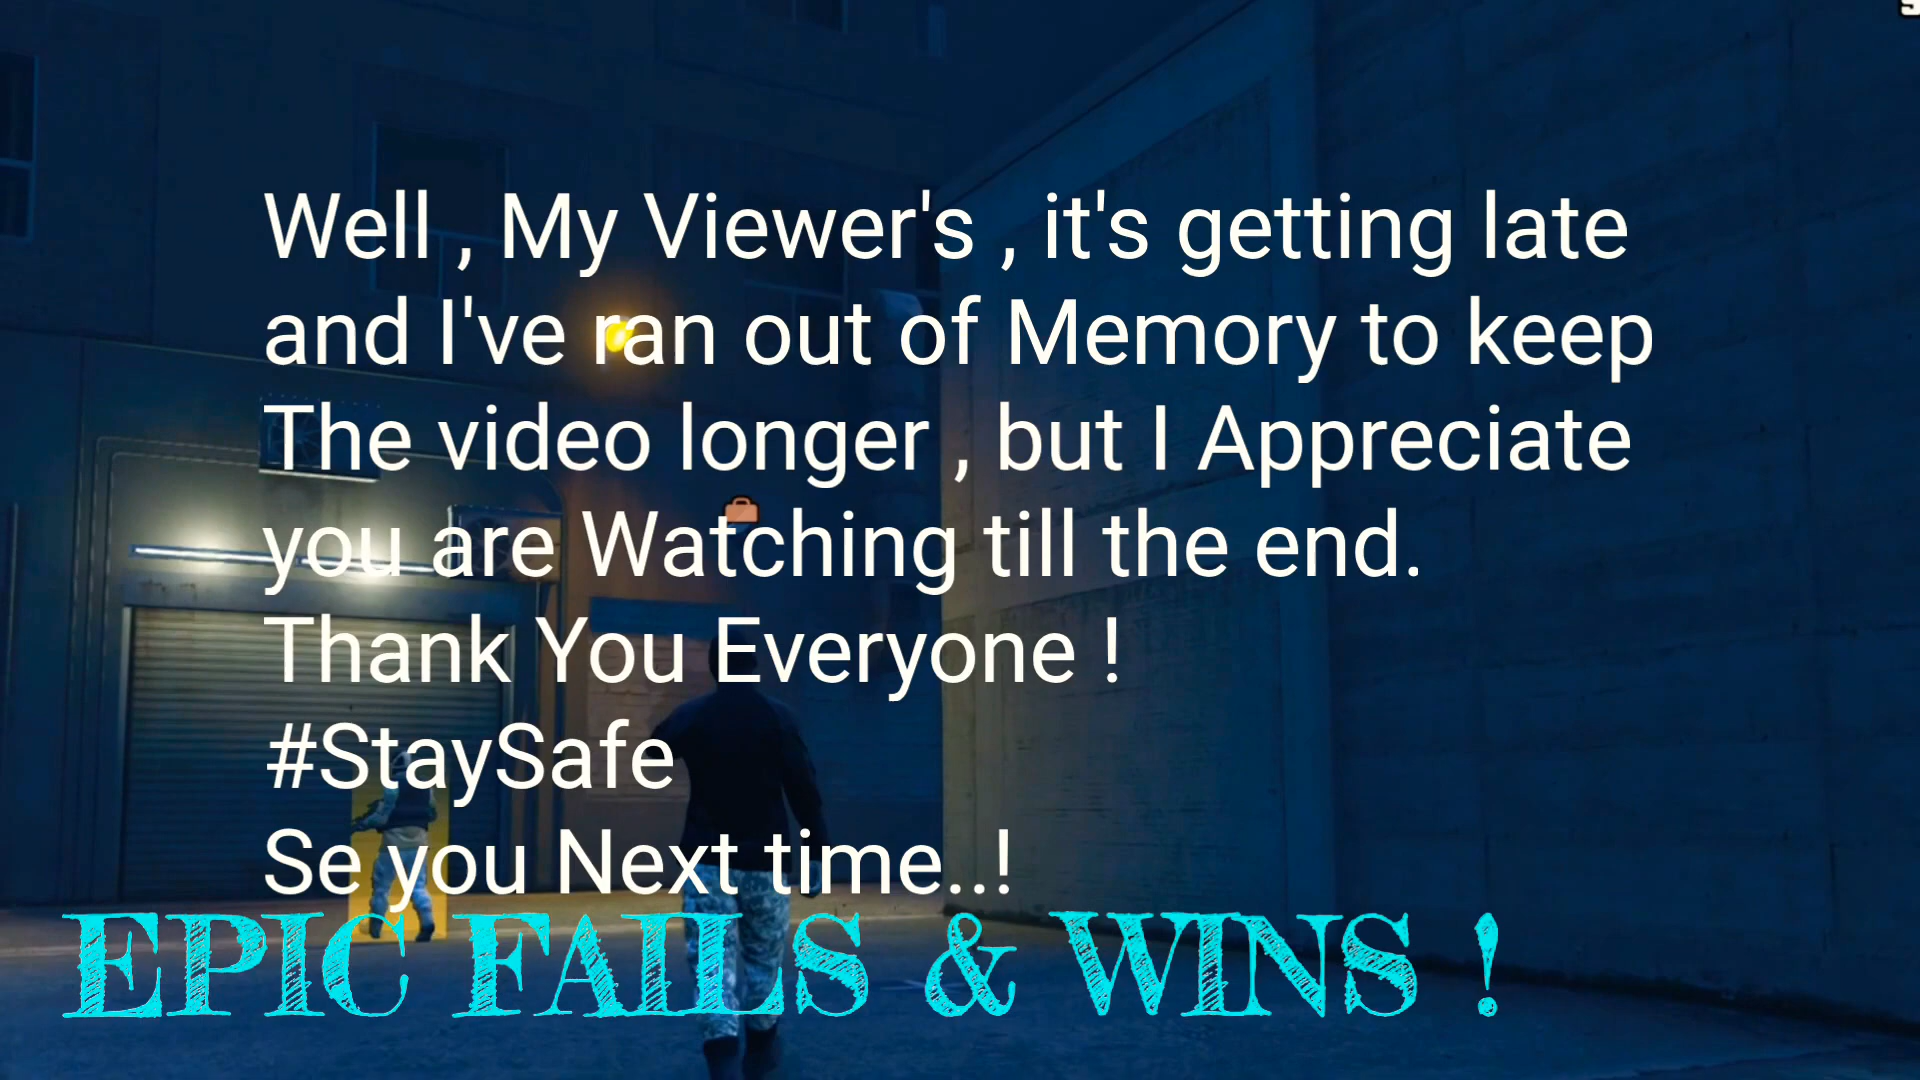 Well , My Viewer's , it's getting late
and I've ran out of Memory to keep
The video longer , but I Appreciate
you are Watching till the end.
Thank You Everyone !
#StaySafe
Se you Next time..!
EPIC FAILS & WINS !